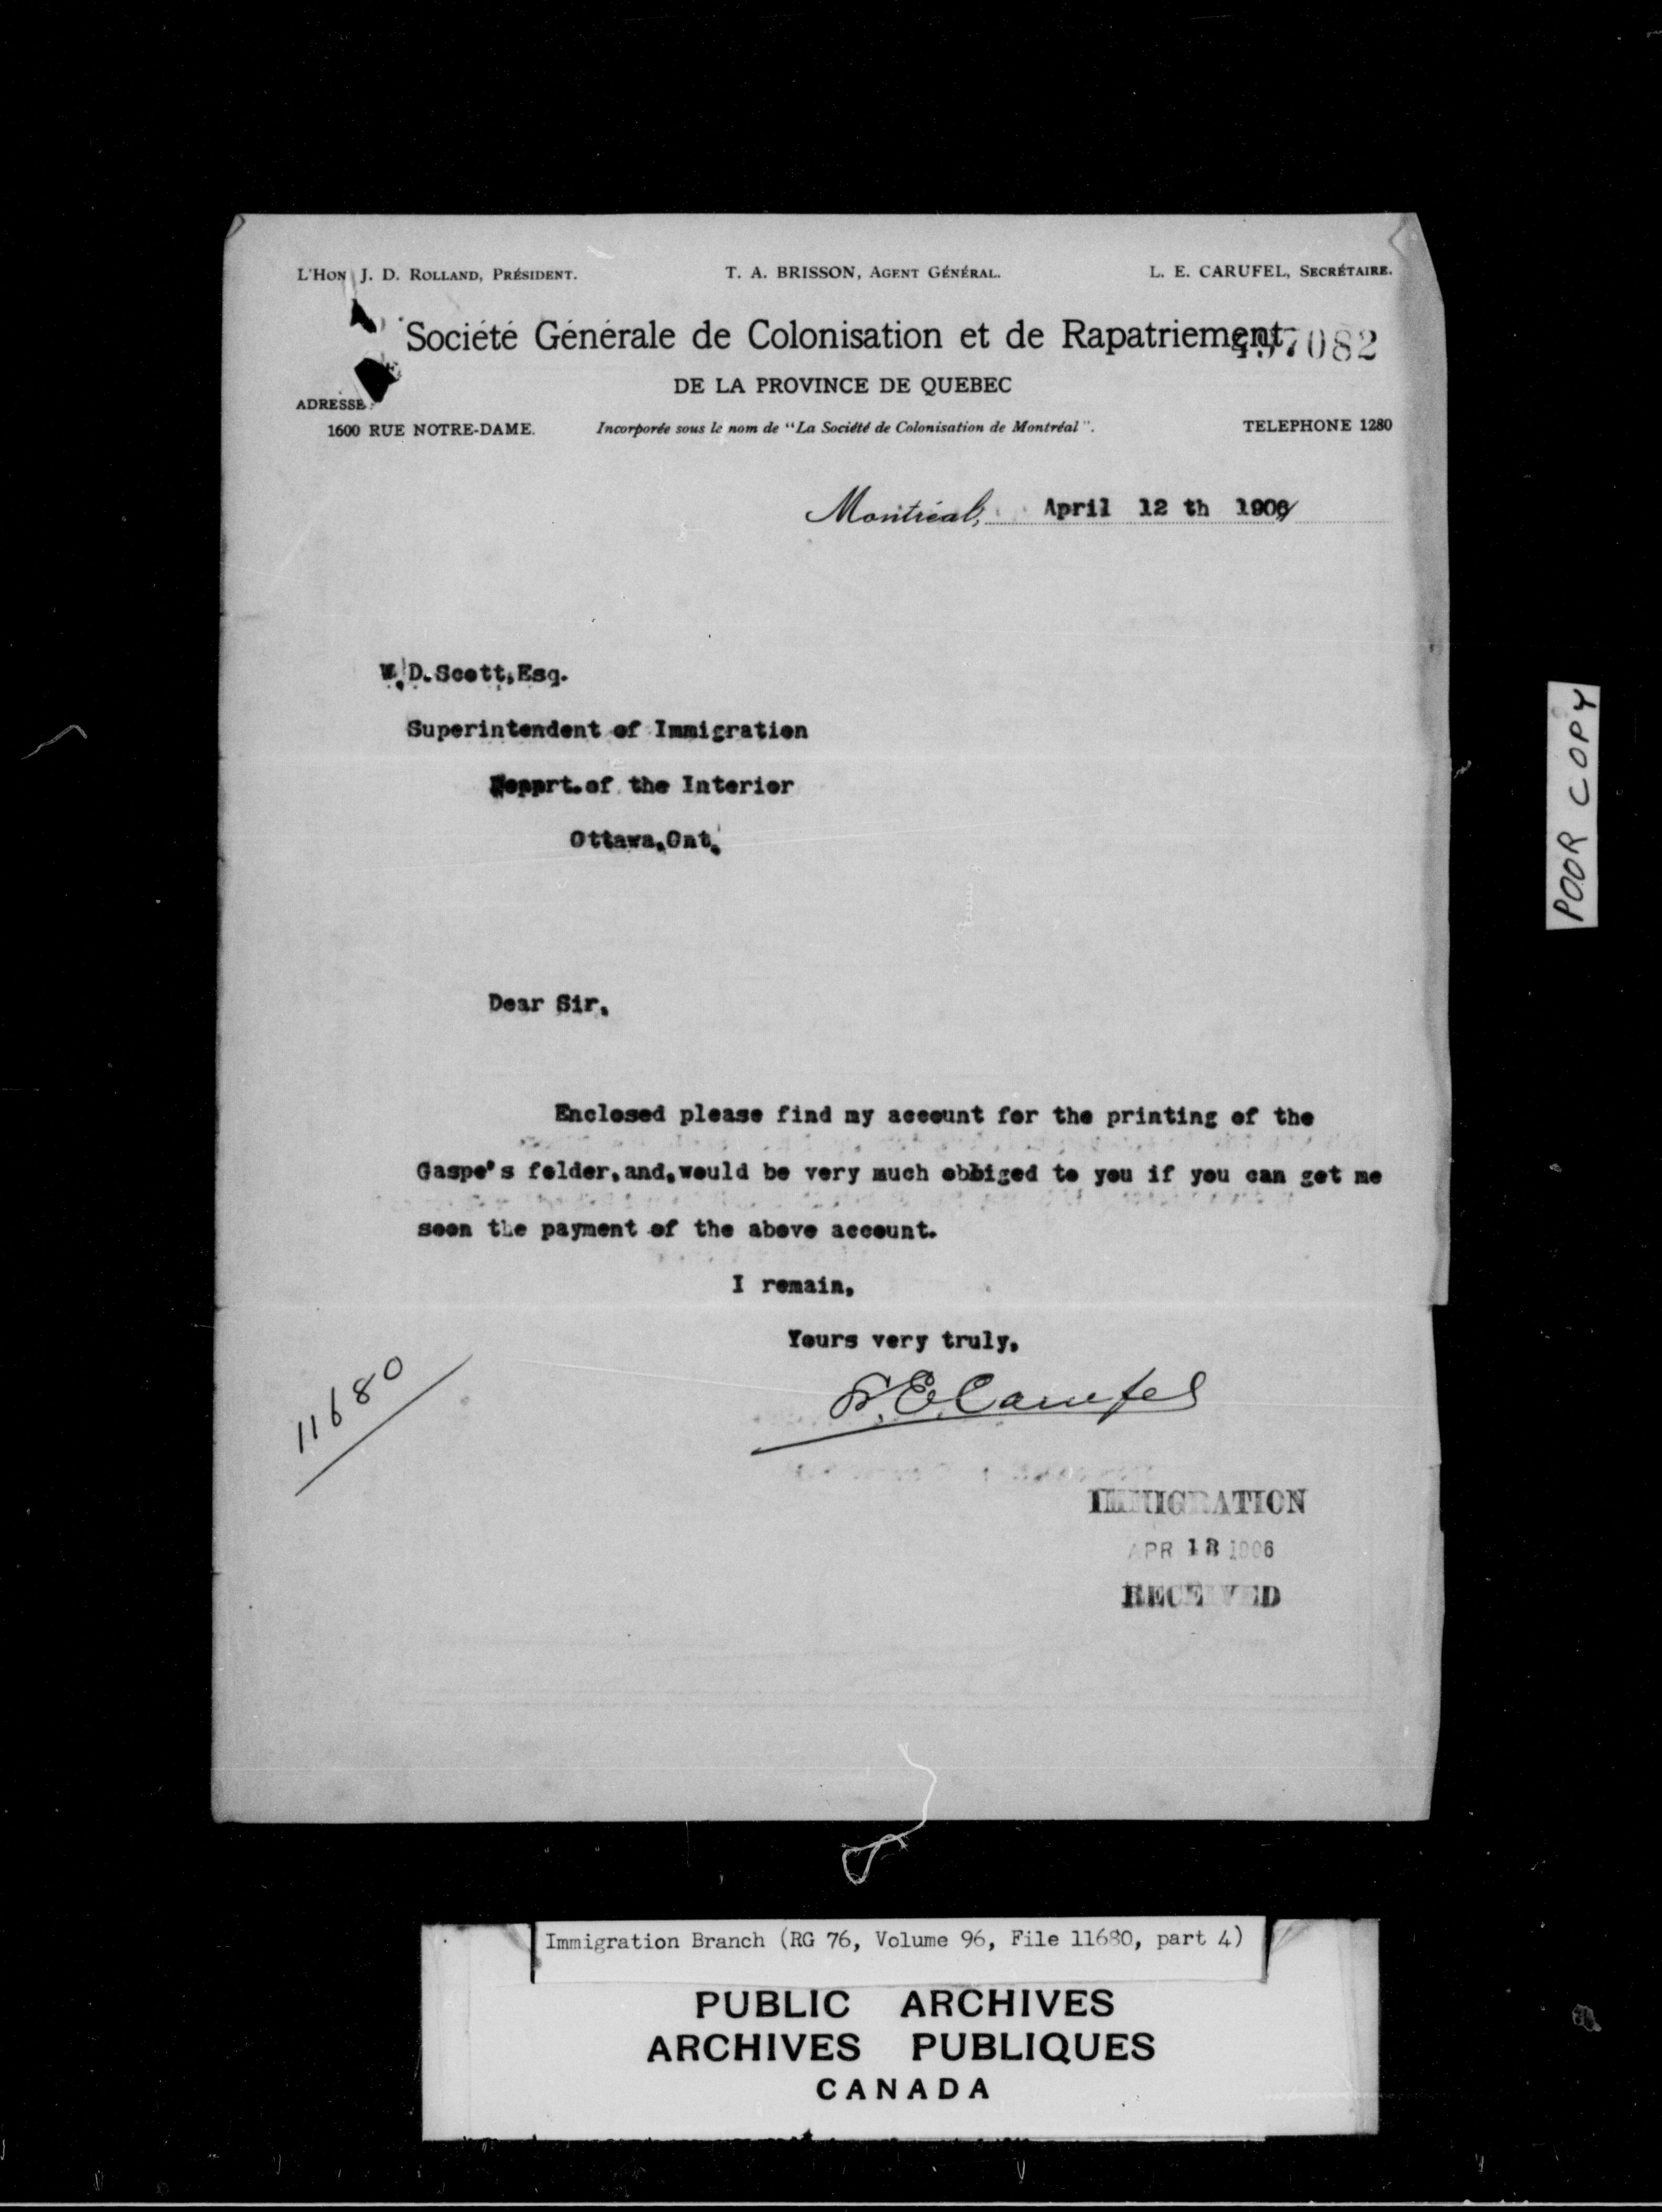 L'HON J. D. ROLLAND, PRÉSIDENT. T. A. BRISSON, AGENT GÉNÉRAL. L. E. CARUFEL, SECRÉTAIRE.
Société Générale de Colonisation et de Rapatriement
7082
DE LA PROVINCE DE QUEBEC
ADRESSE:
1600 RUE NOTRE-DAME. Incorporée sous le nom de "La Société de Colonisation de Montréal". TELEPHONE 1280
Montréal, April 12 th 1906
W.D.Scott,Esq.
Superintendent of Immigration
Depart.of the Interior
Ottawa,Ont.
Dear Sir,
Enclosed please find my account for the printing of the
Gaspe's folder,and,would be very much obbiged to you if you can get me
soon the payment of the above account.
I remain,
Yours very truly,
L. E. Carufel
11680
IMMIGRATION
APR 18 1906
RECEIVED
POOR COPY
Immigration Branch (RG 76, Volume 96, File 11680, part 4)
PUBLIC ARCHIVES
ARCHIVES PUBLIQUES
CANADA